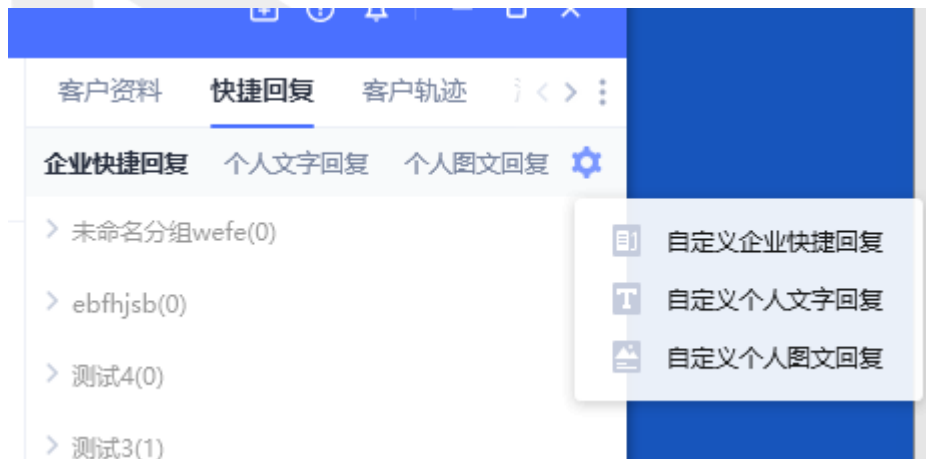 客户资料 快捷回复 客户轨迹
企业快捷回复 个人文字回复 个人图文回复
未命名分组wefe(0)
自定义企业快捷回复
ebfhjsb(0)
自定义个人文字回复
自定义个人图文回复
测试4(0)
测试3(1)